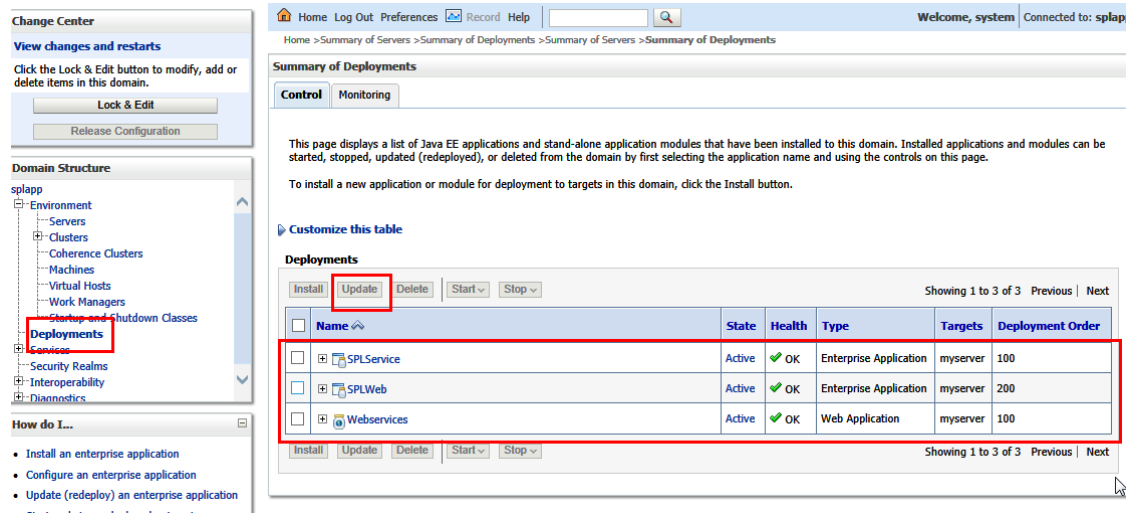 Change Center
View changes and restarts
Click the Lock & Edit button to modify, add or
delete items in this domain.
Lock & Edit
Release Configuration
Domain Structure
splapp
Environment
Servers
Clusters
Coherence Clusters
Machines
Virtual Hosts
Work Managers
Startup and Shutdown Classes
Deployments
Services
Security Realms
Interoperability
Diagnostics
How do I...
Install an enterprise application
Configure an enterprise application
Update (redeploy) an enterprise application
Home Log Out Preferences Record Help
Welcome, system Connected to: splapp
Home >Summary of Servers >Summary of Deployments >Summary of Servers >Summary of Deployments
Summary of Deployments
Control Monitoring
This page displays a list of Java EE applications and stand-alone application modules that have been installed to this domain. Installed applications and modules can be
started, stopped, updated (redeployed), or deleted from the domain by first selecting the application name and using the controls on this page.
To install a new application or module for deployment to targets in this domain, click the Install button.
Customize this table
Deployments
Install Update Delete Start Stop Showing 1 to 3 of 3 Previous | Next
Name State Health Type Targets Deployment Order
SPLService Active OK Enterprise Application myserver 100
SPLWeb Active OK Enterprise Application myserver 200
Webservices Active OK Web Application myserver 100
Install Update Delete Start Stop Showing 1 to 3 of 3 Previous | Next